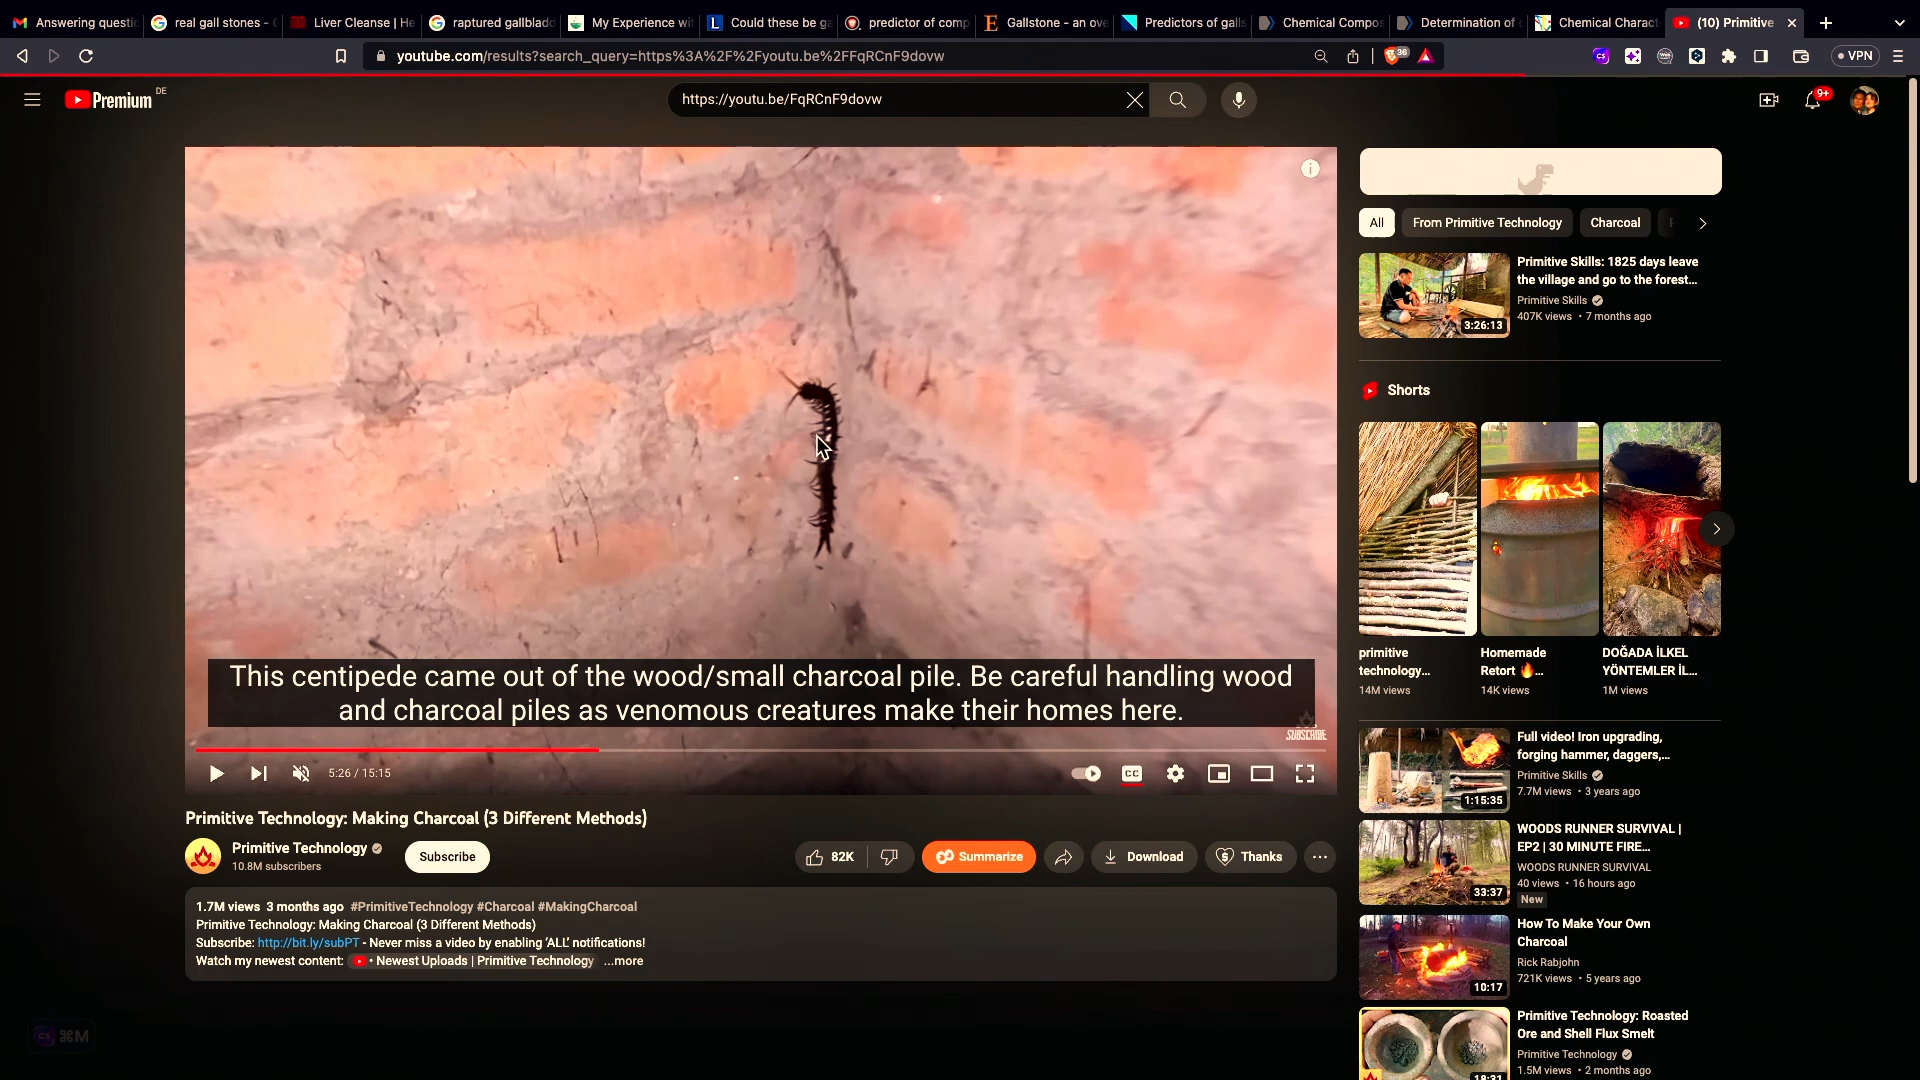 Answering questi
real gall stones - G
Liver Cleanse | He
raptured gallbladd
My Experience wit
Could these be ga
predictor of comp
Gallstone - an ove
Predictors of galls
Chemical Compos
Determination of
Chemical Charact
(10) Primitive
youtube.com/results?search_query=https%3A%2F%2Fyoutu.be%2FFqRCnF9dovw
36
VPN
Premium
DE
https://youtu.be/FqRCnF9dovw
9+
This centipede came out of the wood/small charcoal pile. Be careful handling wood
and charcoal piles as venomous creatures make their homes here.
SUBSCRIBE
5:26 / 15:15
CC
Primitive Technology: Making Charcoal (3 Different Methods)
Primitive Technology
10.8M subscribers
Subscribe
82K
Summarize
Download
Thanks
1.7M views 3 months ago #PrimitiveTechnology #Charcoal #MakingCharcoal
Primitive Technology: Making Charcoal (3 Different Methods)
Subscribe: http://bit.ly/subPT - Never miss a video by enabling ‘ALL’ notifications!
Watch my newest content: • Newest Uploads | Primitive Technology ...more
⌘M
All
From Primitive Technology
Charcoal
Primitive Skills: 1825 days leave
the village and go to the forest...
Primitive Skills
407K views • 7 months ago
3:26:13
Shorts
primitive
technology...
14M views
Homemade
Retort 🔥...
14K views
DOĞADA İLKEL
YÖNTEMLER İL...
1M views
Full video! Iron upgrading,
forging hammer, daggers,...
Primitive Skills
7.7M views • 3 years ago
1:15:35
WOODS RUNNER SURVIVAL |
EP2 | 30 MINUTE FIRE...
WOODS RUNNER SURVIVAL
40 views • 16 hours ago
New
33:37
How To Make Your Own
Charcoal
Rick Rabjohn
721K views • 5 years ago
10:17
Primitive Technology: Roasted
Ore and Shell Flux Smelt
Primitive Technology
1.5M views • 2 months ago
18:31